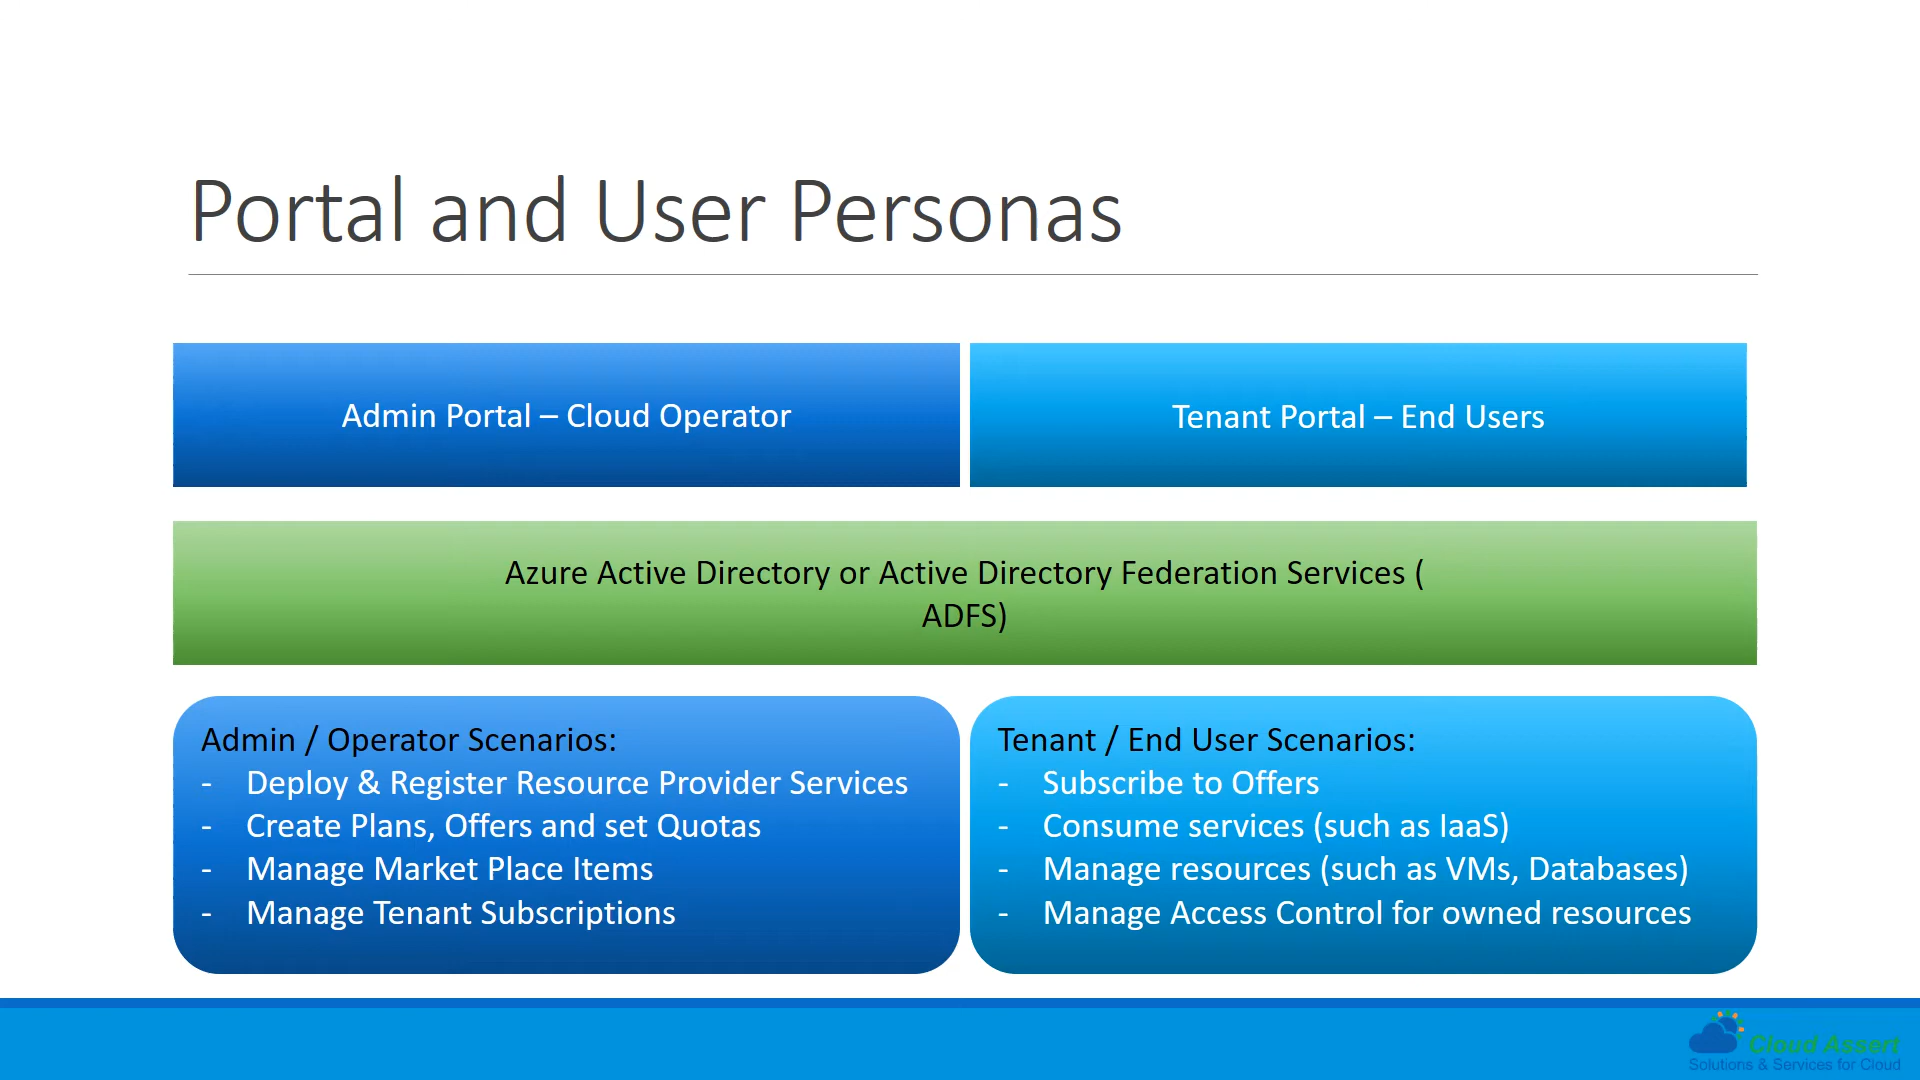 Portal and User Personas
Admin Portal – Cloud Operator
Tenant Portal – End Users
Azure Active Directory or Active Directory Federation Services (
ADFS)
Admin / Operator Scenarios:
- Deploy & Register Resource Provider Services
- Create Plans, Offers and set Quotas
- Manage Market Place Items
- Manage Tenant Subscriptions
Tenant / End User Scenarios:
- Subscribe to Offers
- Consume services (such as IaaS)
- Manage resources (such as VMs, Databases)
- Manage Access Control for owned resources
Cloud Assert
Solutions & Services for Cloud